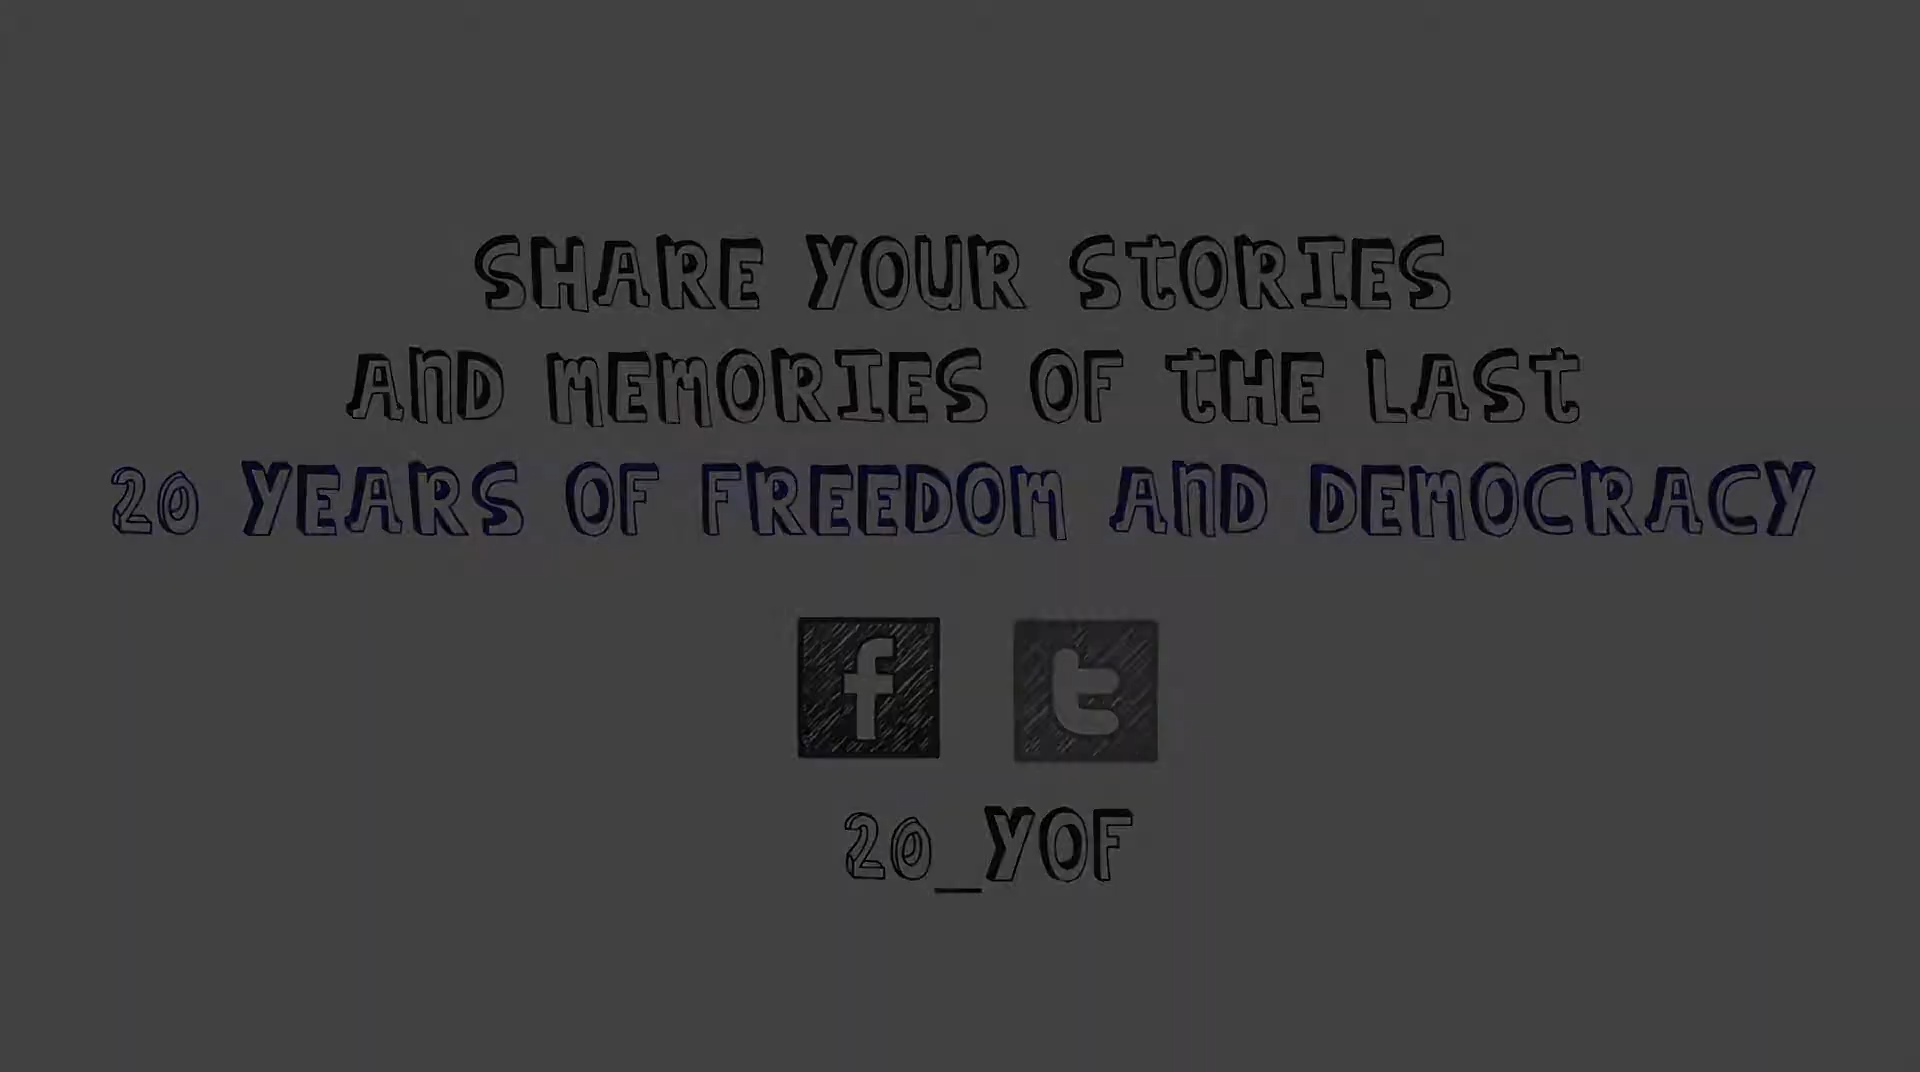 SHARE YOUR STORIES
AND MEMORIES OF THE LAST
20 YEARS OF FREEDOM AND DEMOCRACY
f t
20_YOF